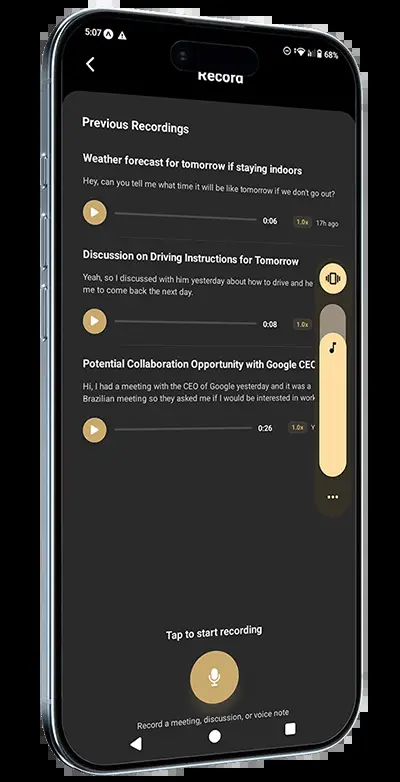 5:07
68%
Record
Previous Recordings
Weather forecast for tomorrow if staying indoors
Hey, can you tell me what time it will be like tomorrow if we don't go out?
0:06
1.0x
17h ago
Discussion on Driving Instructions for Tomorrow
Yeah, so I discussed with him yesterday about how to drive and he
me to come back the next day.
0:08
1.0x
Potential Collaboration Opportunity with Google CEO
Hi, I had a meeting with the CEO of Google yesterday and it was a
Brazilian meeting so they asked me if I would be interested in work
0:26
1.0x
Y
Tap to start recording
Record a meeting, discussion, or voice note